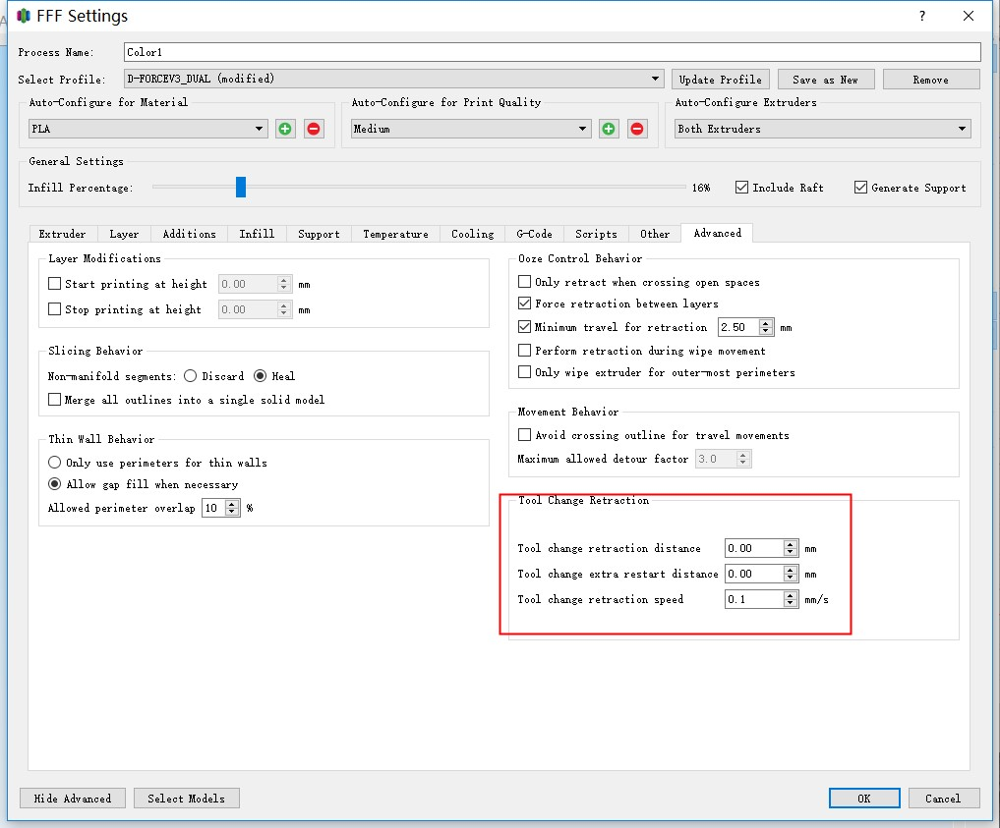 FFF Settings
?
Process Name: Color1
Select Profile: D-FORCEV3_DUAL (modified) Update Profile Save as New Remove
Auto-Configure for Material Auto-Configure for Print Quality Auto-Configure Extruders
PLA Medium Both Extruders
General Settings
Infill Percentage: 16% Include Raft Generate Support
Extruder Layer Additions Infill Support Temperature Cooling G-Code Scripts Other Advanced
Layer Modifications
Start printing at height 0.00 mm
Stop printing at height 0.00 mm
Slicing Behavior
Non-manifold segments: Discard Heal
Merge all outlines into a single solid model
Thin Wall Behavior
Only use perimeters for thin walls
Allow gap fill when necessary
Allowed perimeter overlap 10 %
Ooze Control Behavior
Only retract when crossing open spaces
Force retraction between layers
Minimum travel for retraction 2.50 mm
Perform retraction during wipe movement
Only wipe extruder for outer-most perimeters
Movement Behavior
Avoid crossing outline for travel movements
Maximum allowed detour factor 3.0
Tool Change Retraction
Tool change retraction distance 0.00 mm
Tool change extra restart distance 0.00 mm
Tool change retraction speed 0.1 mm/s
Hide Advanced Select Models OK Cancel